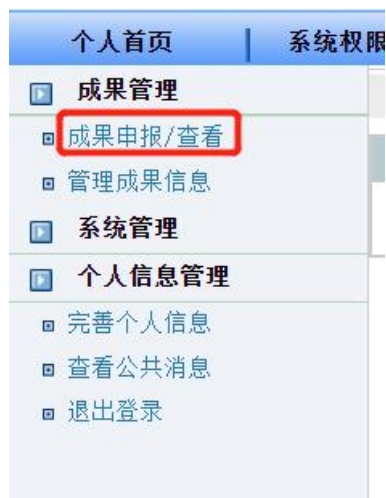 个人首页 系统权限
成果管理
成果申报/查看
管理成果信息
系统管理
个人信息管理
完善个人信息
查看公共消息
退出登录